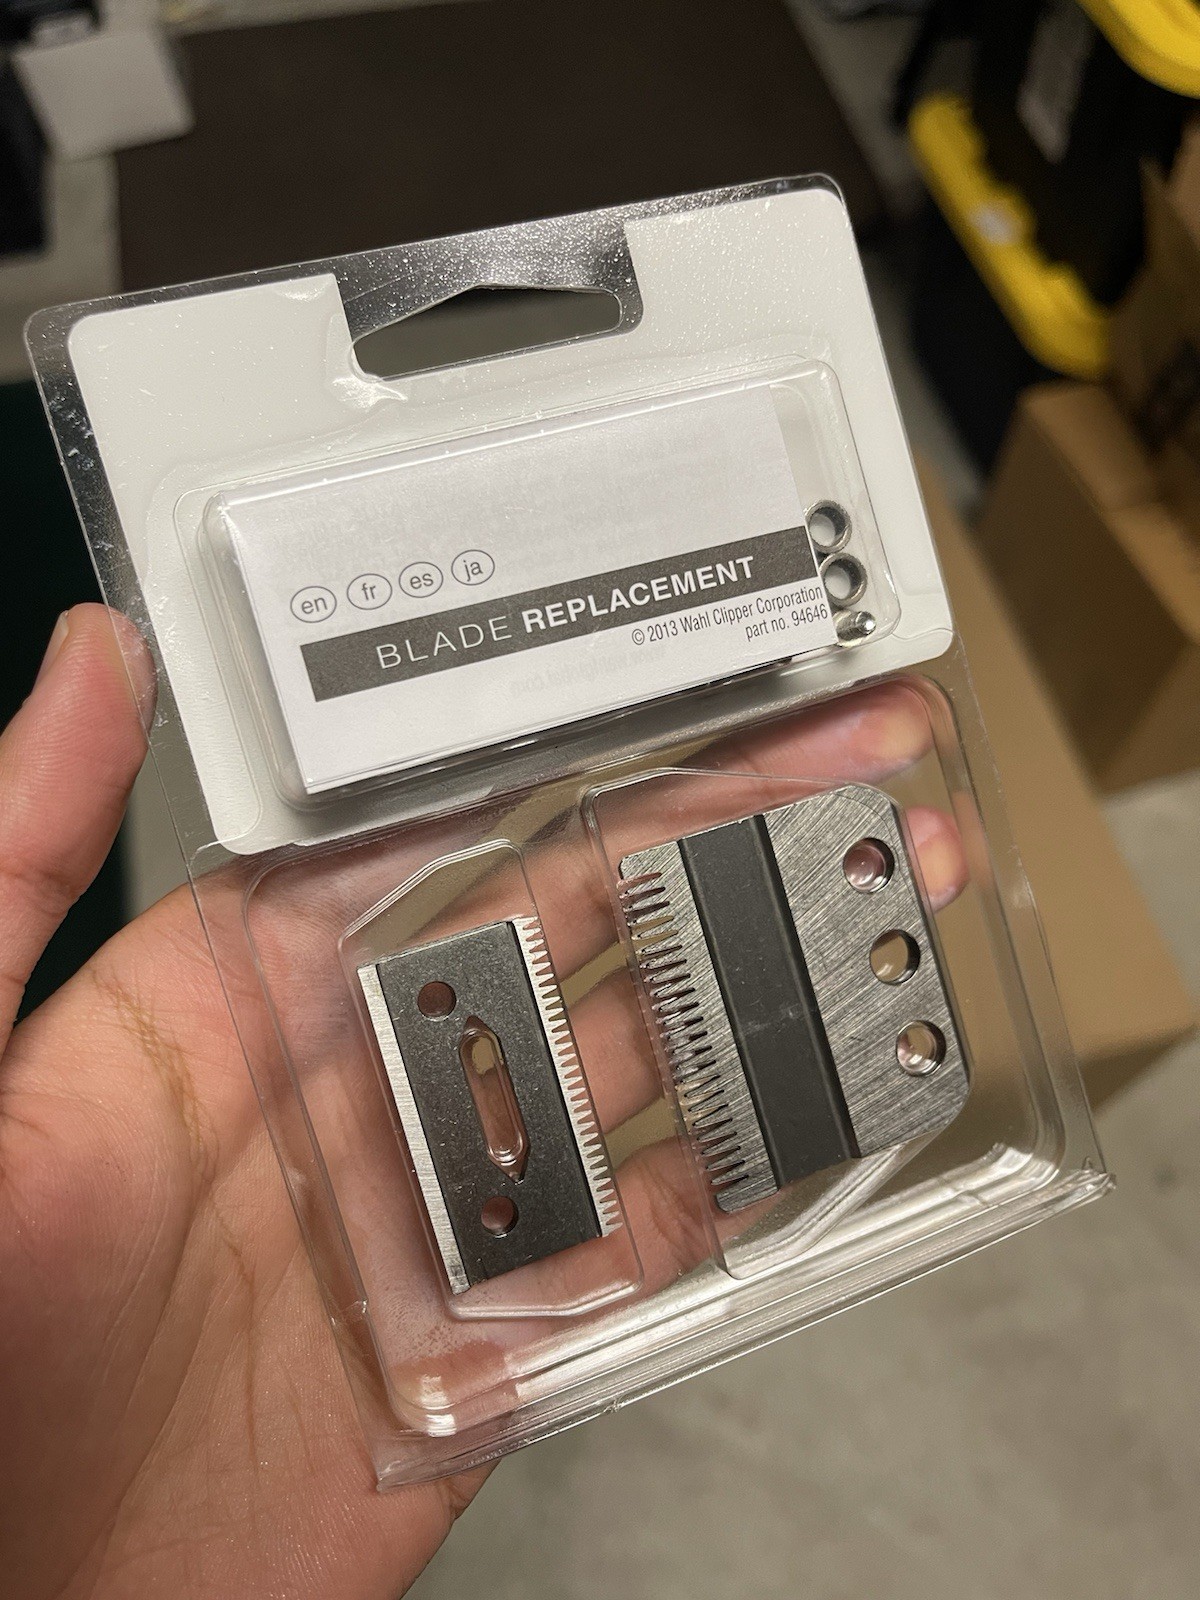 en fr es ja
BLADE REPLACEMENT
© 2013 Wahl Clipper Corporation
part no. 94646